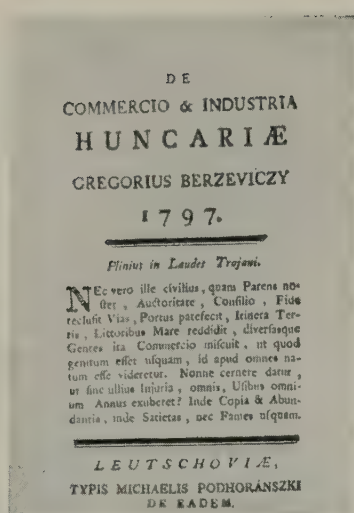 DE
COMMERCIO & INDUSTRIA
HUNCARIÆ
GREGORIUS BERZEVICZY
1797.
Plinius in Laudes Trajani.
NEc vero ille civilius, quam Parens no-
ster, Auctoritate, Consilio, Fide
reclusit Vias, Portus patefecit, Itinera Ter-
ris, Littoribus Mare reddidit, diversasque
Gentes ita Commercio miscuit, ut quod
genitum esset usquam, id apud omnes na-
tum esse videretur. Nonne cernere datur,
ut sine ullius Injuria, omnis, Usibus omni-
um Annus exuberet? Inde Copia & Abun-
dantia, inde Satietas, nec Fames usquam.
LEUTSCHOVIÆ,
TYPIS MICHAELIS PODHORÁNSZKI
DE EADEM.